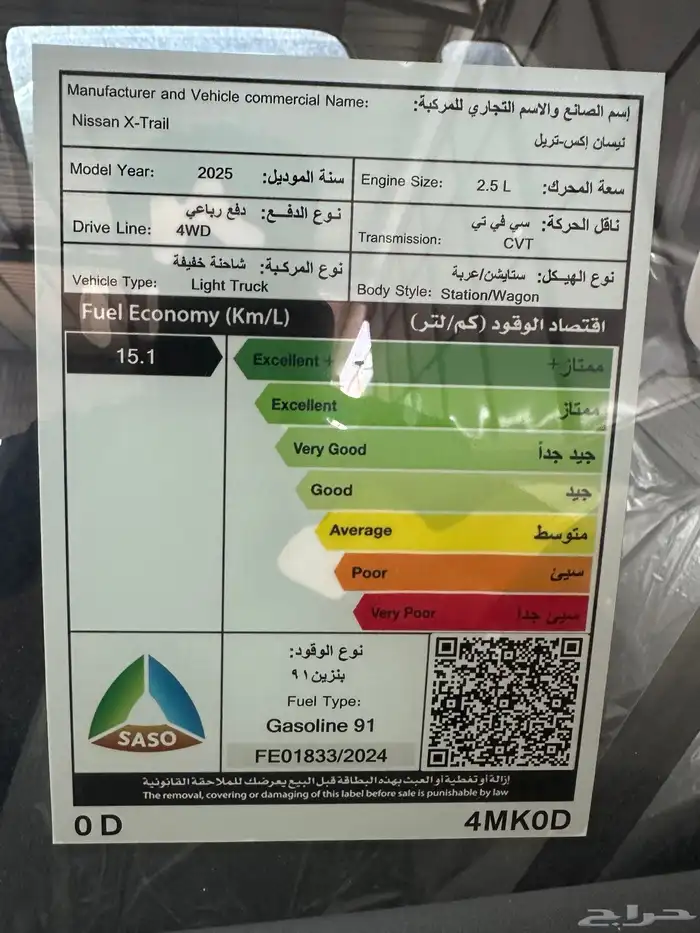 Manufacturer and Vehicle commercial Name: إسم الصانع والاسم التجاري للمركبة:
Nissan X-Trail نيسان إكس-تريل
Model Year: 2025 سنة الموديل:
Engine Size: 2.5 L سعة المحرك:
نوع الدفع: دفع رباعي
Drive Line: 4WD
ناقل الحركة: سي في تي
Transmission: CVT
نوع المركبة: شاحنة خفيفة
Vehicle Type: Light Truck
نوع الهيكل: ستايشن/عربة
Body Style: Station/Wagon
Fuel Economy (Km/L) اقتصاد الوقود (كم/لتر)
15.1
Excellent + ممتاز+
Excellent ممتاز
Very Good جيد جداً
Good جيد
Average متوسط
Poor سيئ
Very Poor سيئ جداً
SASO
نوع الوقود:
بنزين ٩١
Fuel Type:
Gasoline 91
FE01833/2024
إزالة أو تغطية أو العبث بهذه البطاقة قبل البيع يعرضك للملاحقة القانونية
The removal, covering or damaging of this label before sale is punishable by law
0 D 4MK0D
حراج